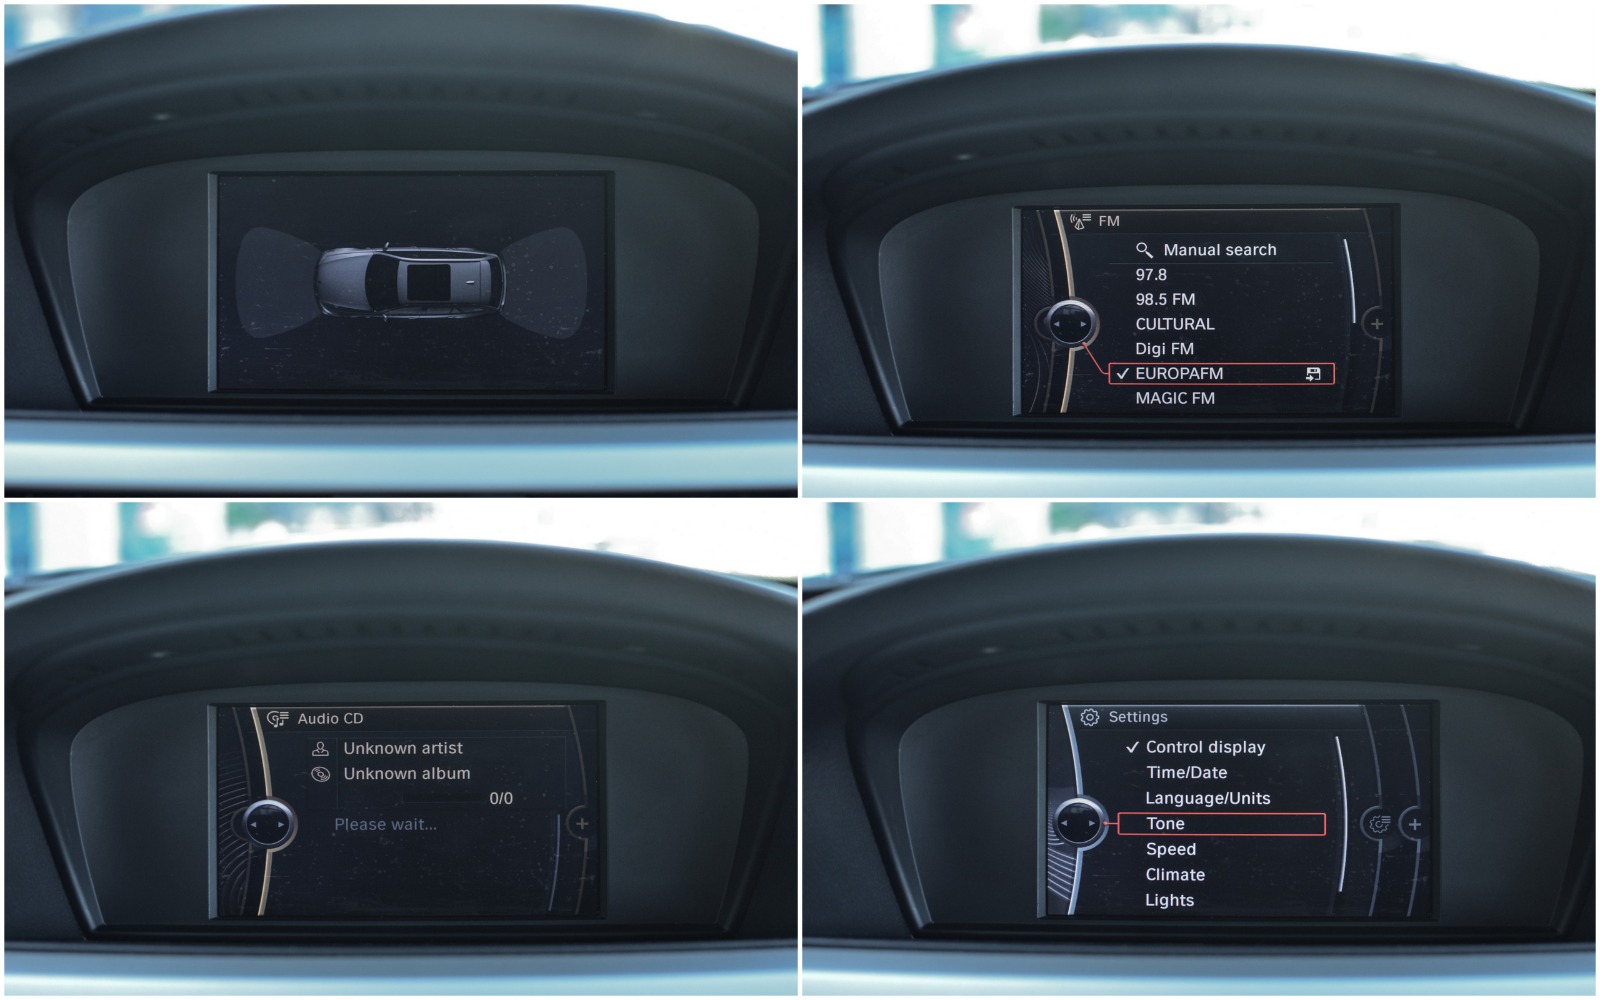 FM
Manual search
97.8
98.5 FM
CULTURAL
Digi FM
EUROPAFM
MAGIC FM
Audio CD
Unknown artist
Unknown album
0/0
Please wait...
Settings
Control display
Time/Date
Language/Units
Tone
Speed
Climate
Lights